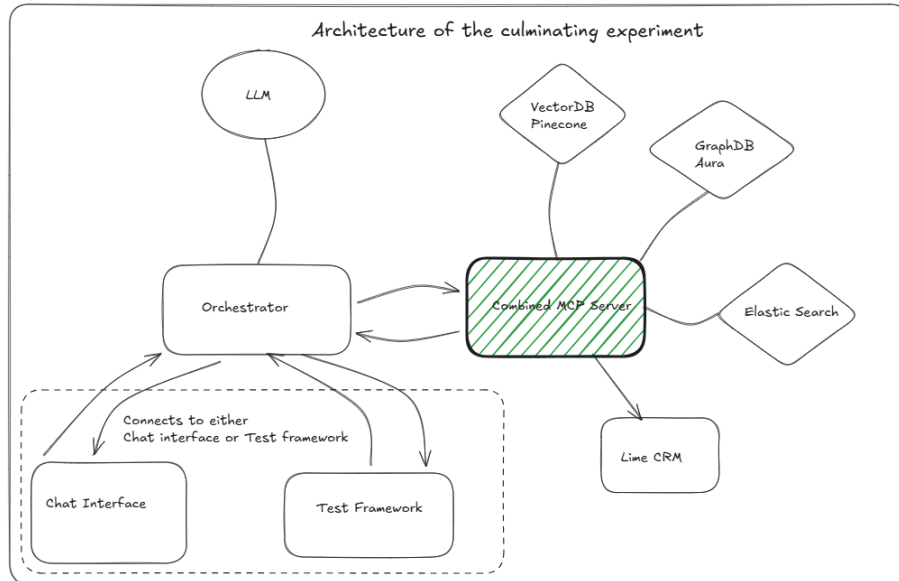 Architecture of the culminating experiment
LLM
VectorDB
Pinecone
GraphDB
Aura
Orchestrator
Combined MCP Server
Elastic Search
Connects to either
Chat interface or Test framework
Lime CRM
Chat Interface
Test Framework